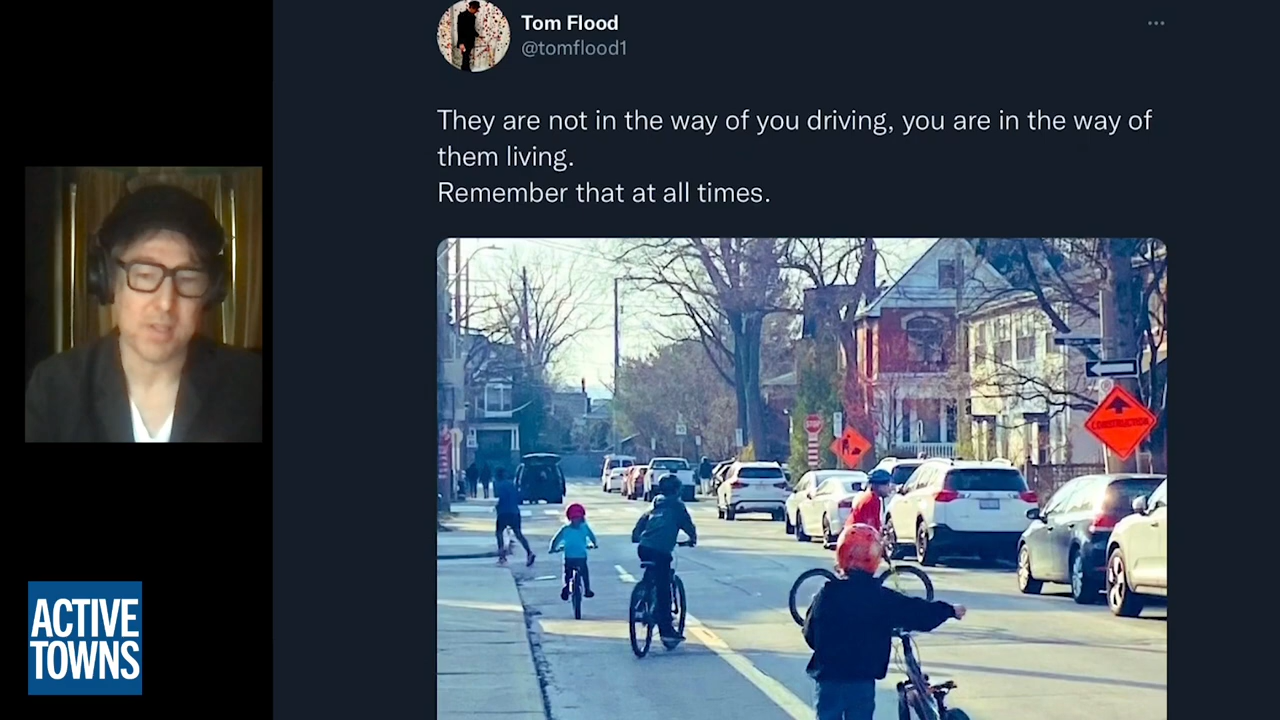 Tom Flood
@tomflood1
They are not in the way of you driving, you are in the way of
them living.
Remember that at all times.
CONSTRUCTION
ACTIVE
TOWNS